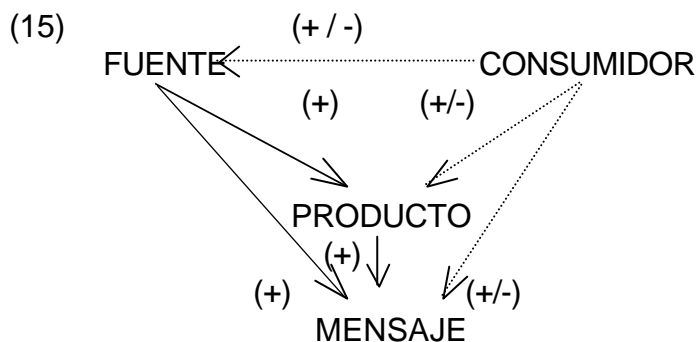 (15) (+ / -)
FUENTE CONSUMIDOR
(+) (+/-)
PRODUCTO
(+)
(+) (+/-)
MENSAJE